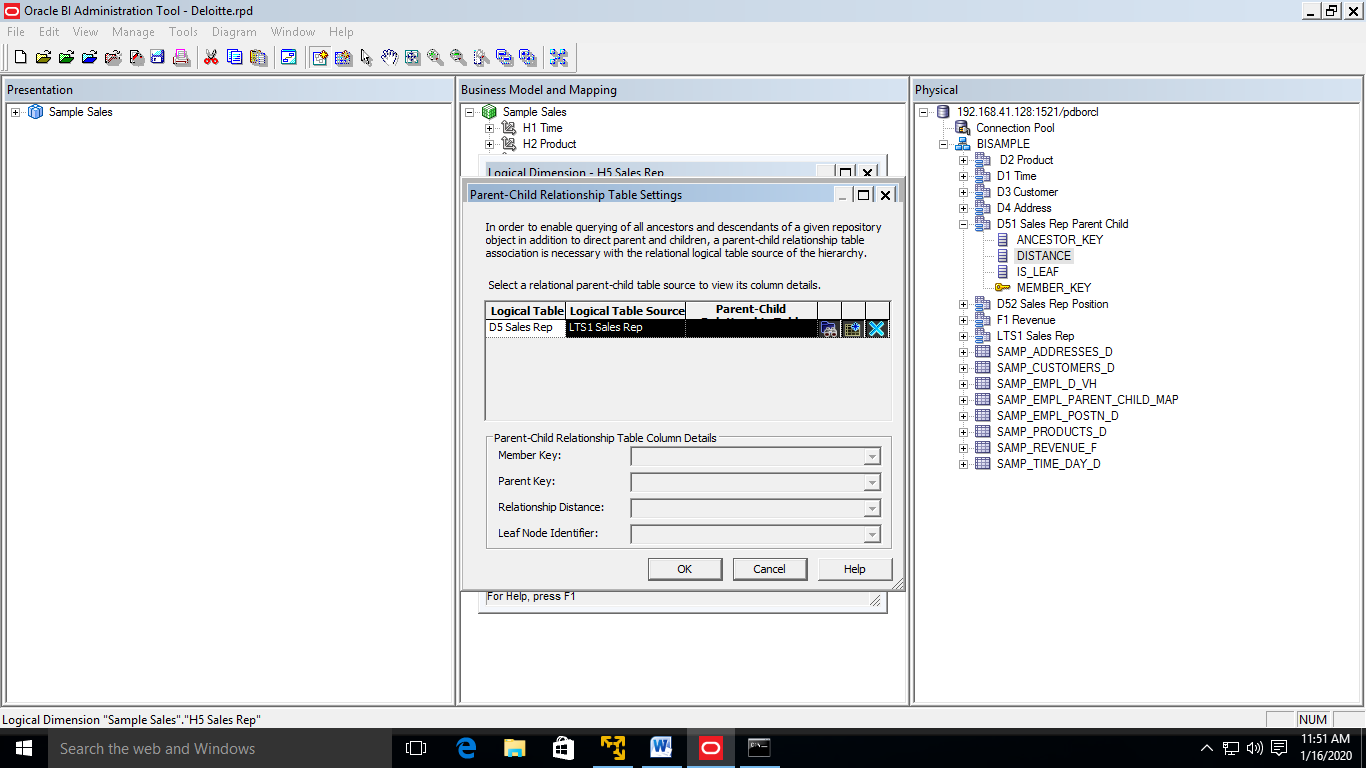 Oracle BI Administration Tool - Deloitte.rpd
File Edit View Manage Tools Diagram Window Help
Presentation
Sample Sales
Business Model and Mapping
Sample Sales
H1 Time
H2 Product
Logical Dimension - H5 Sales Rep
Parent-Child Relationship Table Settings
In order to enable querying of all ancestors and descendants of a given repository
object in addition to direct parent and children, a parent-child relationship table
association is necessary with the relational logical table source of the hierarchy.
Select a relational parent-child table source to view its column details.
Logical Table Logical Table Source Parent-Child
D5 Sales Rep LTS1 Sales Rep
Parent-Child Relationship Table Column Details
Member Key:
Parent Key:
Relationship Distance:
Leaf Node Identifier:
OK Cancel Help
For Help, press F1
Physical
192.168.41.128:1521/pdborcl
Connection Pool
BISAMPLE
D2 Product
D1 Time
D3 Customer
D4 Address
D51 Sales Rep Parent Child
ANCESTOR_KEY
DISTANCE
IS_LEAF
MEMBER_KEY
D52 Sales Rep Position
F1 Revenue
LTS1 Sales Rep
SAMP_ADDRESSES_D
SAMP_CUSTOMERS_D
SAMP_EMPL_D_VH
SAMP_EMPL_PARENT_CHILD_MAP
SAMP_EMPL_POSTN_D
SAMP_PRODUCTS_D
SAMP_REVENUE_F
SAMP_TIME_DAY_D
Logical Dimension "Sample Sales"."H5 Sales Rep"
NUM
Search the web and Windows
11:51 AM
1/16/2020